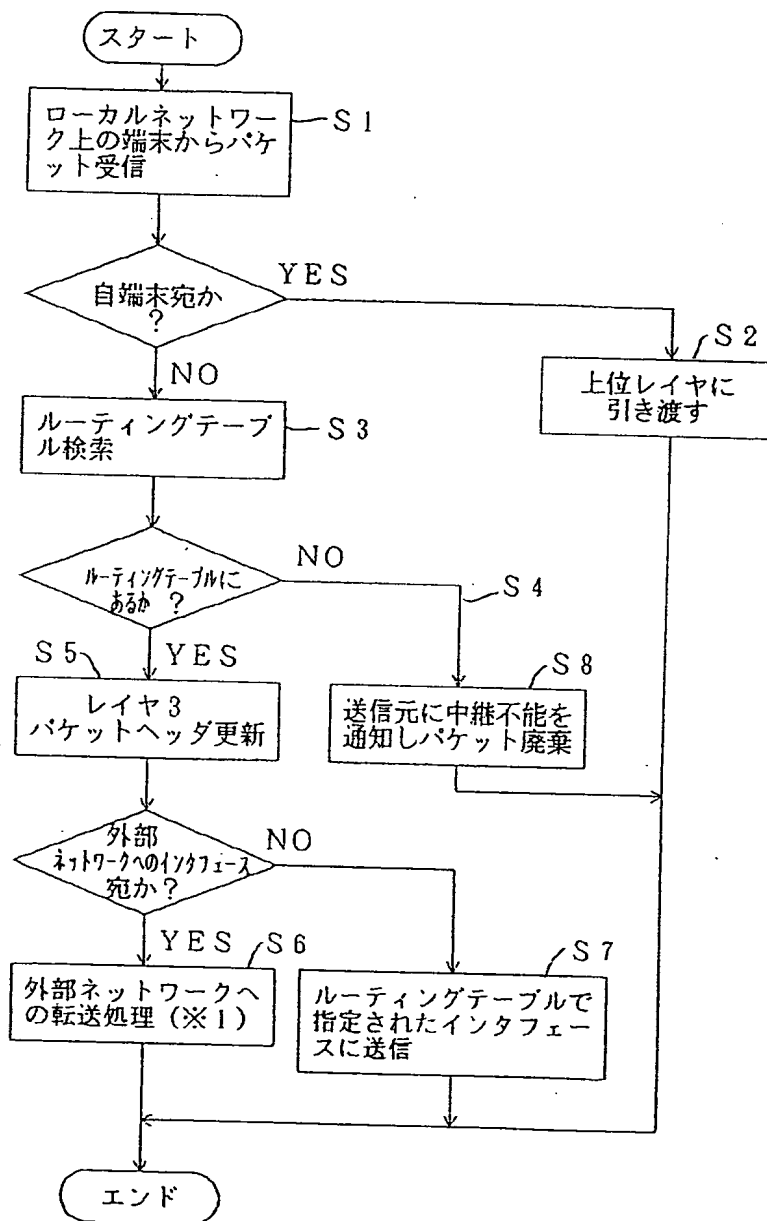 スタート
ローカルネットワー
ク上の端末からパケ
ット受信
S1
自端末宛か
?
YES
NO
S2
上位レイヤに
引き渡す
ルーティングテーブ
ル検索
S3
ルーティングテーブルに
あるか ?
NO
S4
YES
S5
レイヤ3
パケットヘッダ更新
S8
送信元に中継不能を
通知しパケット廃棄
外部
ネットワークへのインタフェース
宛か?
NO
YES
S6
外部ネットワークへ
の転送処理(※1)
S7
ルーティングテーブルで
指定されたインタフェー
スに送信
エンド